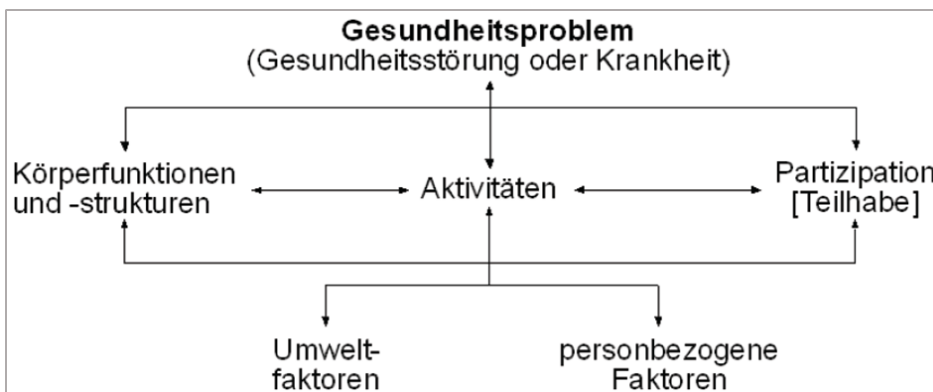 Gesundheitsproblem
(Gesundheitsstörung oder Krankheit)
Körperfunktionen
und -strukturen
Aktivitäten
Partizipation
[Teilhabe]
Umwelt-
faktoren
personbezogene
Faktoren